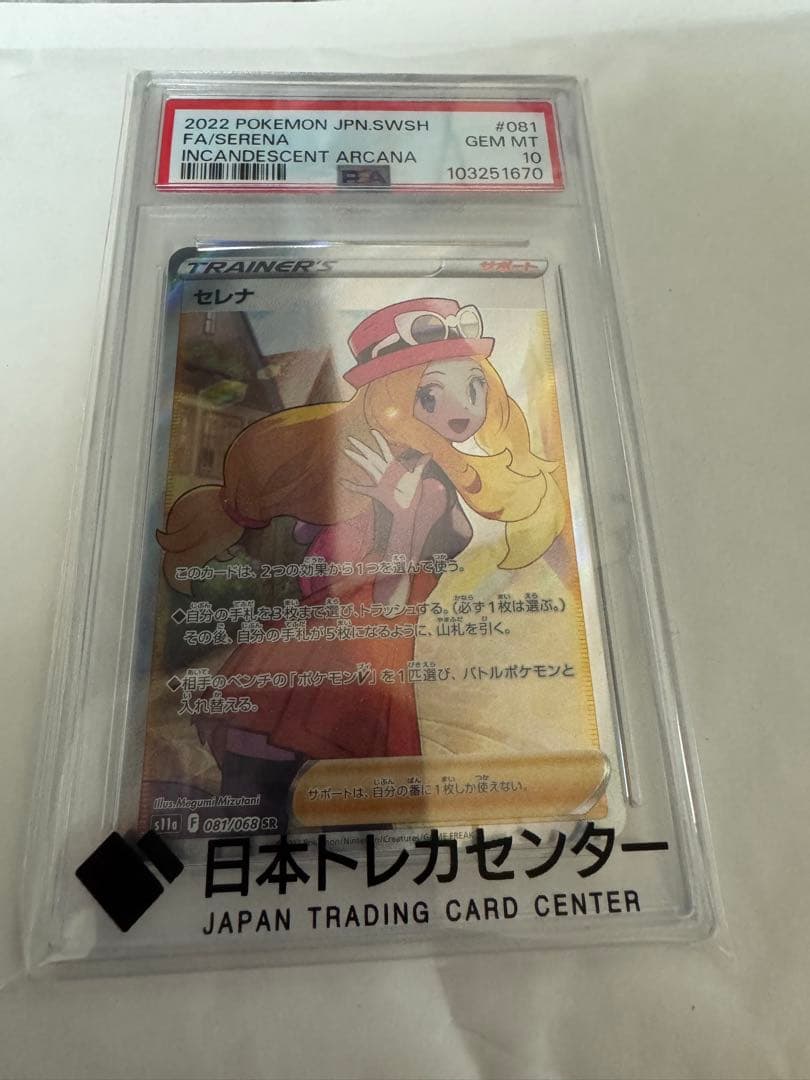 2022 POKEMON JPN.SWSH #081
FA/SERENA GEM MT
INCANDESCENT ARCANA 10
PSA 103251670
TRAINER'S サポート
セレナ
このカードは、2つの効果から1つを選んで使う。
◆自分の手札を3枚まで選び、トラッシュする。(必ず1枚は選ぶ。)
その後、自分の手札が5枚になるように、山札を引く。
◆相手のベンチの「ポケモンV」を1匹選び、バトルポケモンと
入れ替える。
サポートは、自分の番に1枚しか使えない。
Illus.Megumi Mizutani
s11a F 081/068 SR
Pokémon/Nintendo/Creatures/GAME FREAK
日本トレカセンター
JAPAN TRADING CARD CENTER